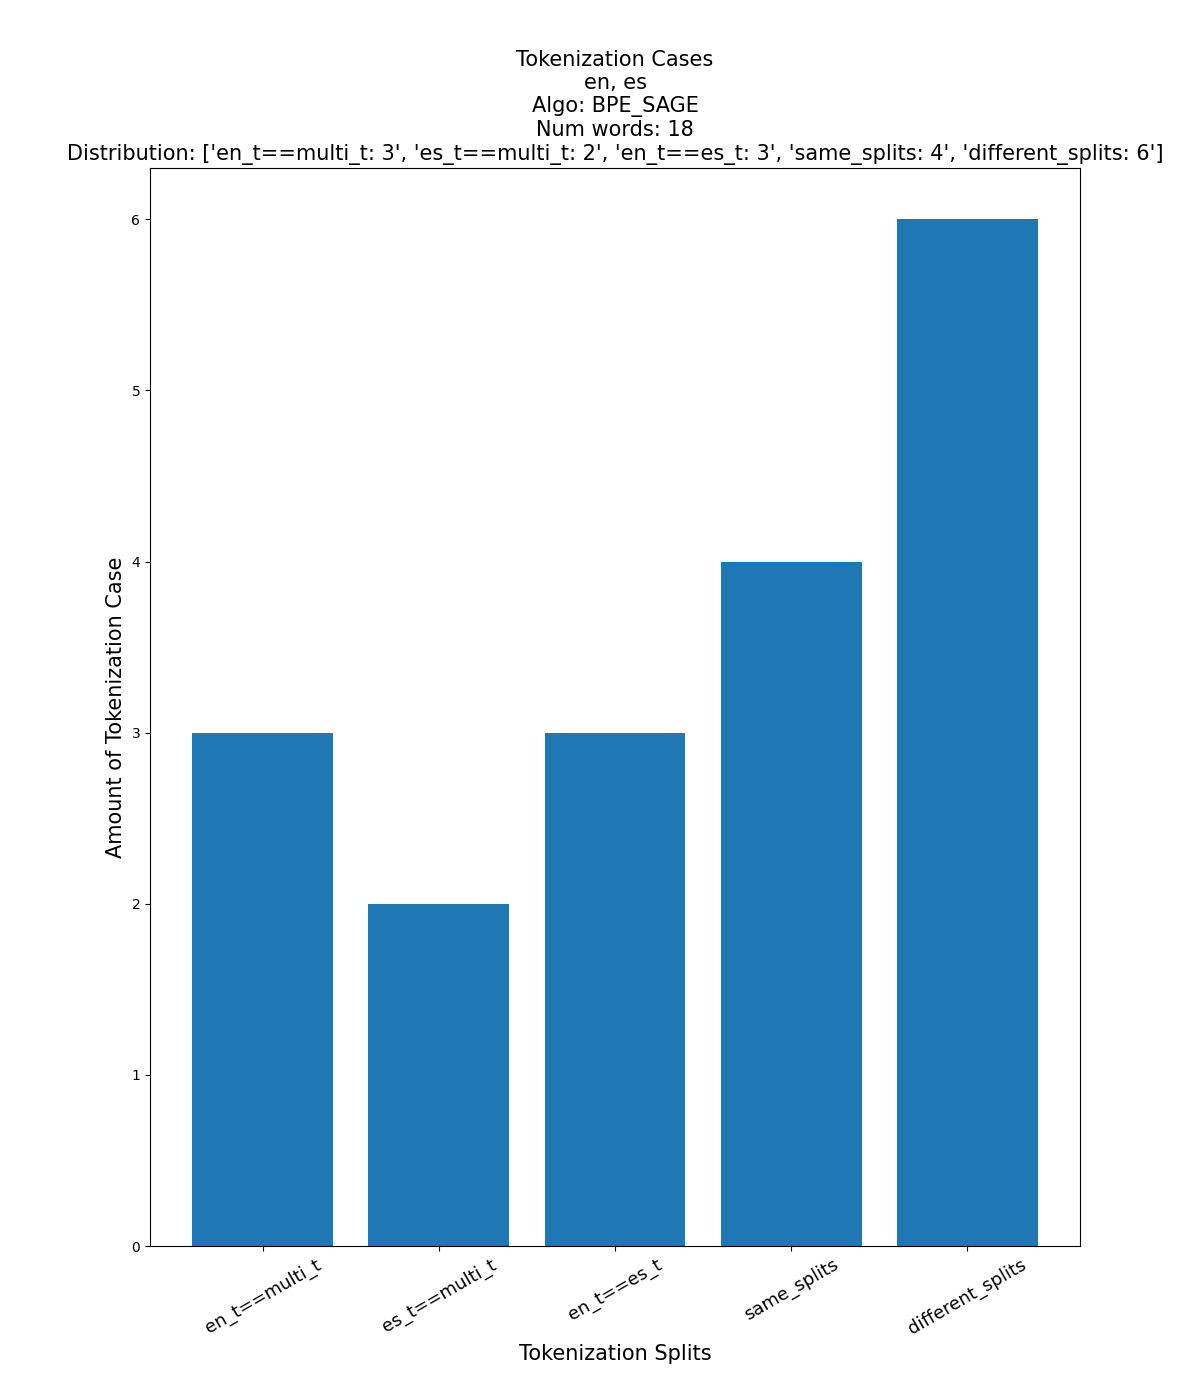 Tokenization Cases
en, es
Algo: BPE_SAGE
Num words: 18
Distribution: ['en_t==multi_t: 3', 'es_t==multi_t: 2', 'en_t==es_t: 3', 'same_splits: 4', 'different_splits: 6']
Amount of Tokenization Case
6
5
4
3
2
1
0
en_t==multi_t
es_t==multi_t
en_t==es_t
same_splits
different_splits
Tokenization Splits